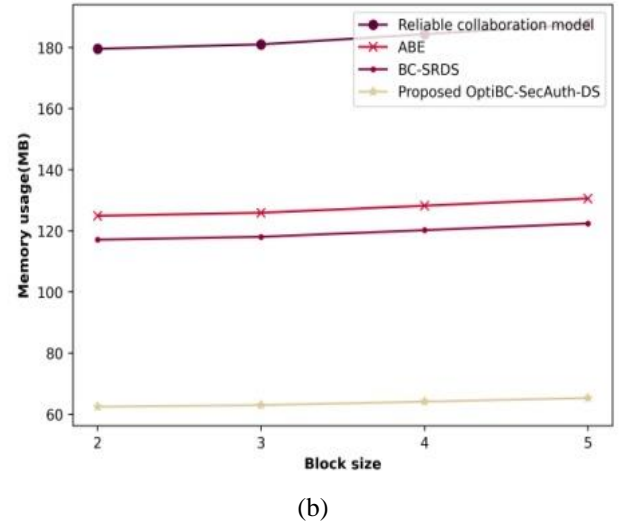 180
160
140
120
100
80
60
Memory usage(MB)
Reliable collaboration model
ABE
BC-SRDS
Proposed OptiBC-SecAuth-DS
2 3 4 5
Block size
(b)